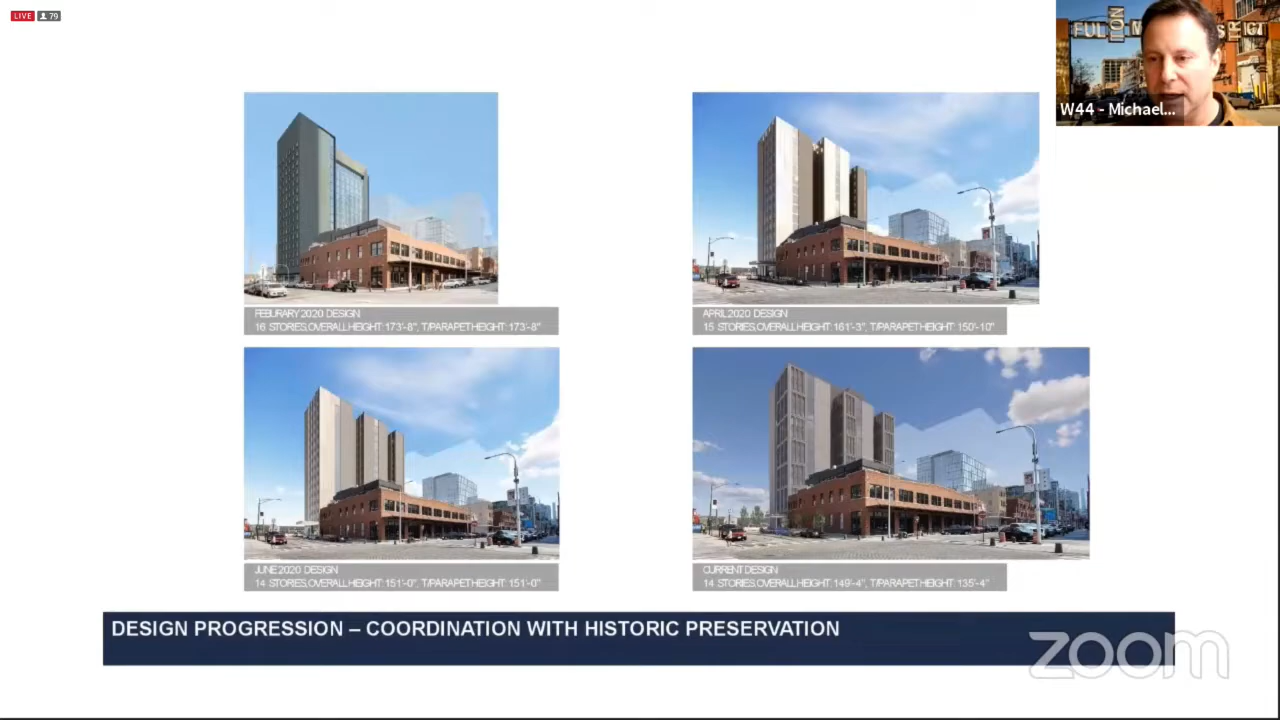 LIVE 79
FULTON M
S RICT
W44 - Michael...
FEBURARY 2020 DESIGN
16 STORIES, OVERALL HEIGHT: 173'-8", T/PARAPET HEIGHT: 173'-8"
APRIL 2020 DESIGN
15 STORIES, OVERALL HEIGHT: 161'-3", T/PARAPET HEIGHT: 150'-10"
JUNE 2020 DESIGN
14 STORIES, OVERALL HEIGHT: 151'-0", T/PARAPET HEIGHT: 151'-0"
CURRENT DESIGN
14 STORIES, OVERALL HEIGHT: 149'-4", T/PARAPET HEIGHT: 135'-4"
DESIGN PROGRESSION – COORDINATION WITH HISTORIC PRESERVATION
zoom